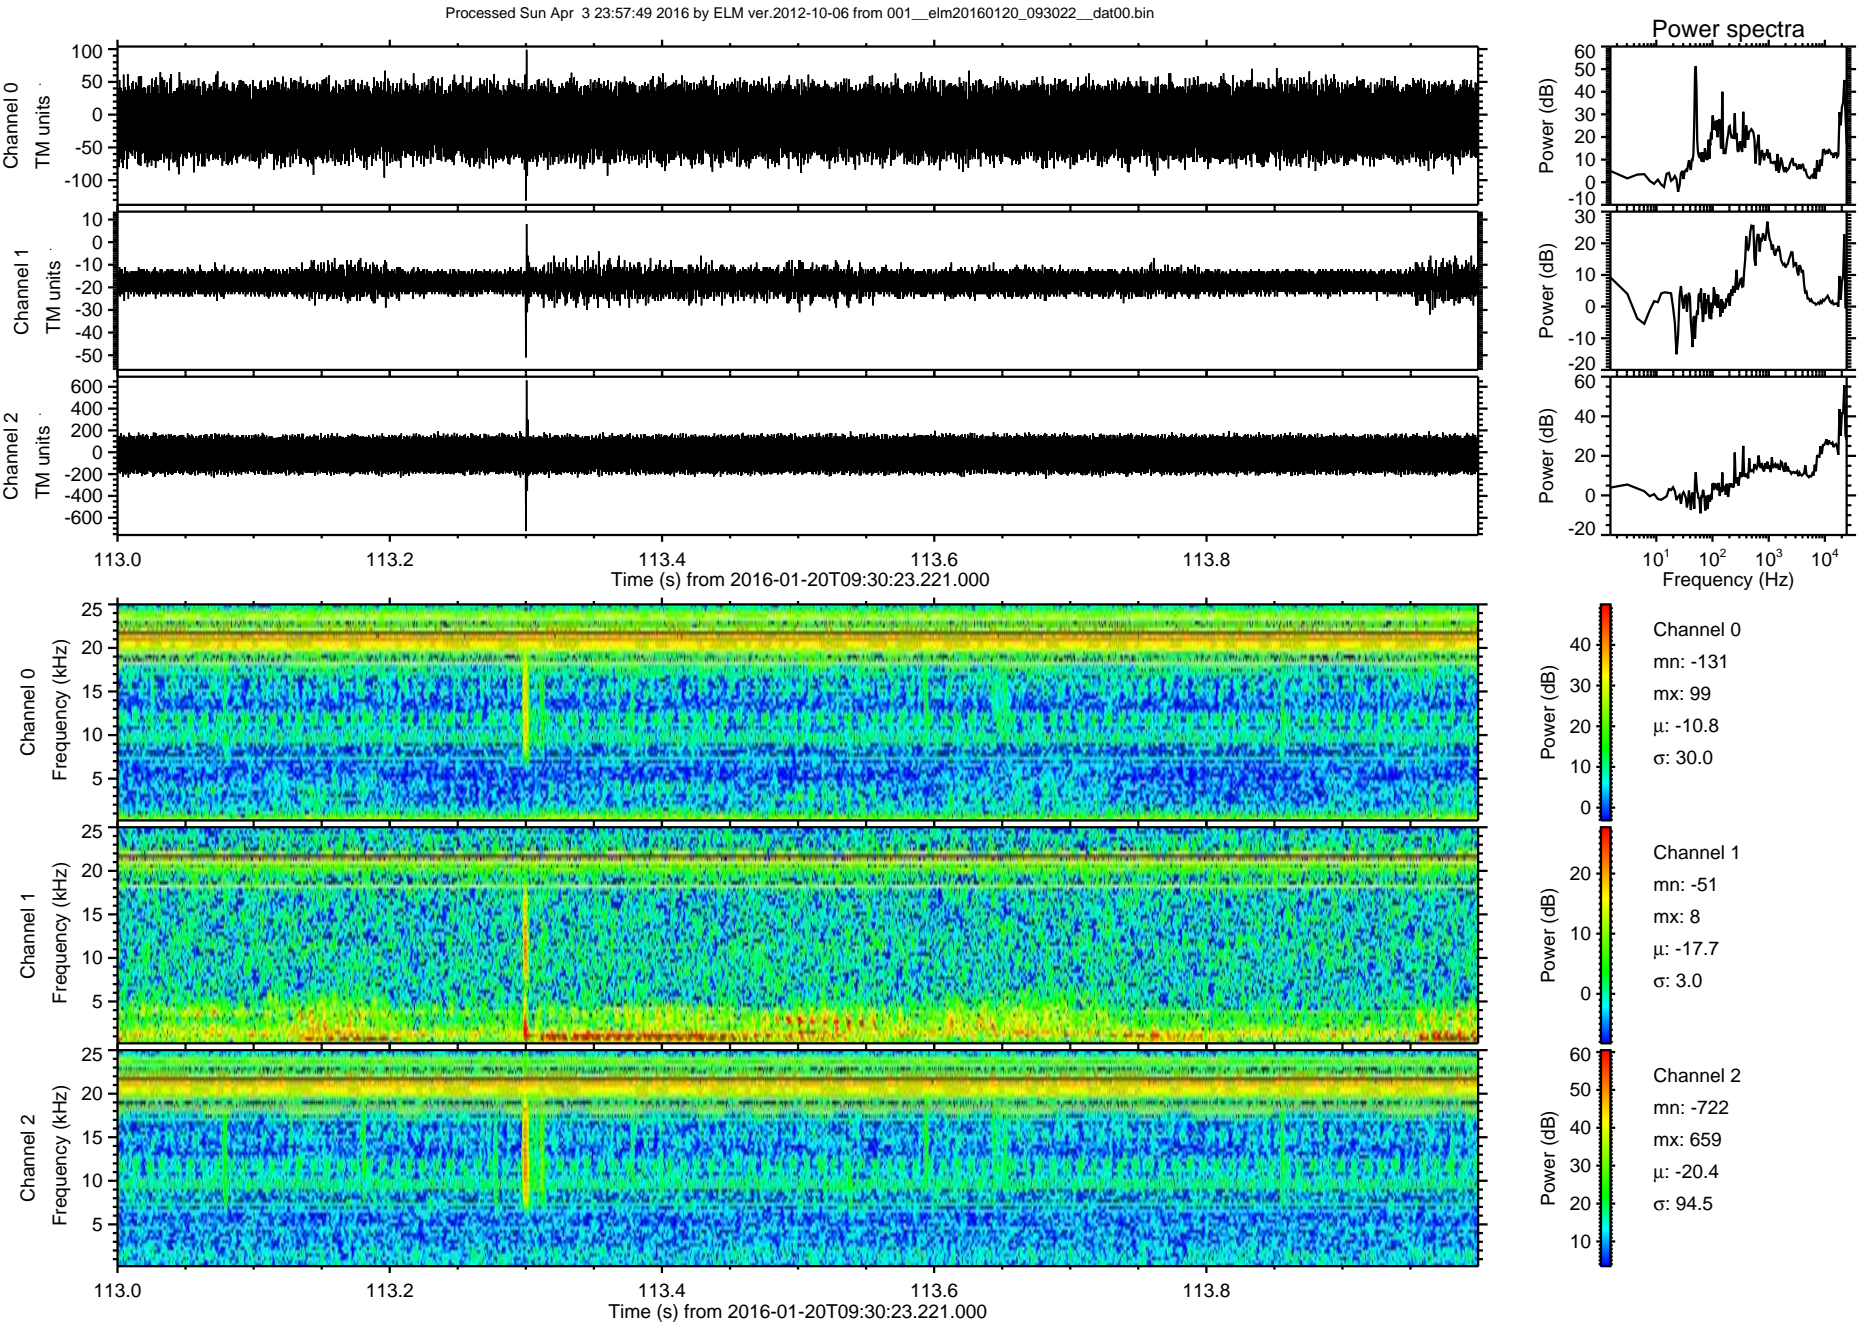 Processed Sun Apr  3 23:57:49 2016 by ELM ver.2012-10-06 from 001__elm20160120_093022__dat00.bin
Power spectra
Channel 0
TM units
100
50
0
-50
-100
Power (dB)
60
50
40
30
20
10
0
-10
Channel 1
TM units
10
0
-10
-20
-30
-40
-50
Power (dB)
30
20
10
0
-10
-20
Channel 2
TM units
600
400
200
0
-200
-400
-600
Power (dB)
60
40
20
0
-20
113.0 113.2 113.4 113.6 113.8
Time (s) from 2016-01-20T09:30:23.221.000
10¹ 10² 10³ 10⁴
Frequency (Hz)
Channel 0
Frequency (kHz)
25
20
15
10
5
Power (dB)
40
30
20
10
0
Channel 0
mn: -131
mx: 99
μ: -10.8
σ: 30.0
Channel 1
Frequency (kHz)
25
20
15
10
5
Power (dB)
20
10
0
Channel 1
mn: -51
mx: 8
μ: -17.7
σ: 3.0
Channel 2
Frequency (kHz)
25
20
15
10
5
Power (dB)
60
50
40
30
20
10
Channel 2
mn: -722
mx: 659
μ: -20.4
σ: 94.5
113.0 113.2 113.4 113.6 113.8
Time (s) from 2016-01-20T09:30:23.221.000